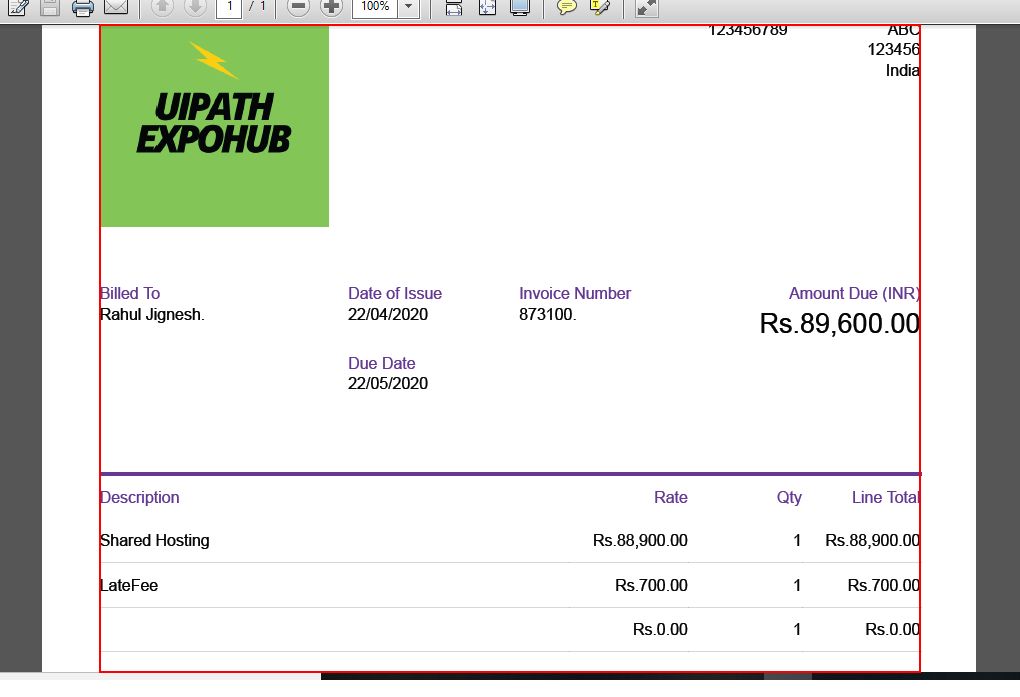 1 / 1 100%
123456789 ABC
123456
India
UIPATH
EXPOHUB
Billed To Date of Issue Invoice Number Amount Due (INR)
Rahul Jignesh. 22/04/2020 873100. Rs.89,600.00
Due Date
22/05/2020
Description Rate Qty Line Total
Shared Hosting Rs.88,900.00 1 Rs.88,900.00
LateFee Rs.700.00 1 Rs.700.00
Rs.0.00 1 Rs.0.00